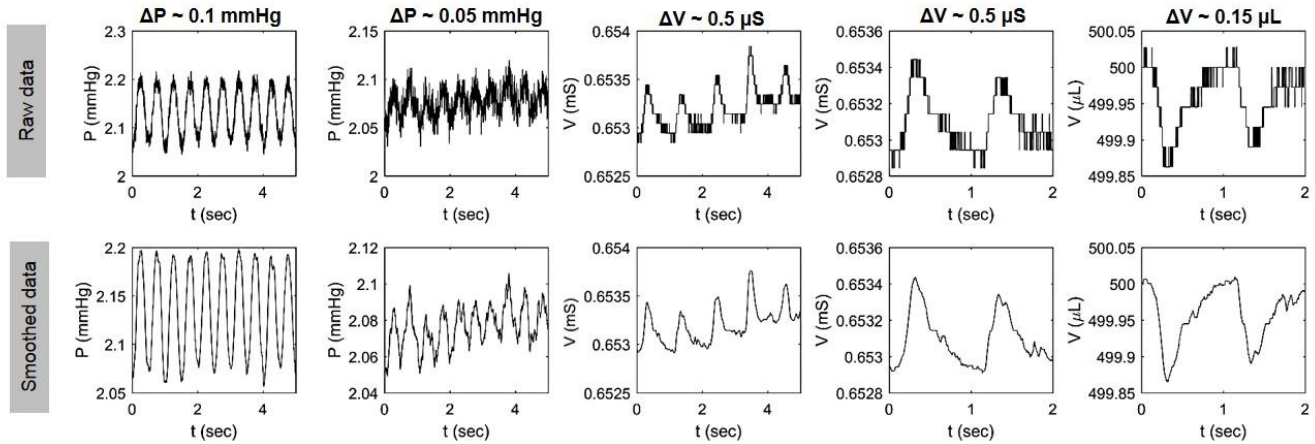 ΔP ~ 0.1 mmHg
ΔP ~ 0.05 mmHg
ΔV ~ 0.5 µS
ΔV ~ 0.5 µS
ΔV ~ 0.15 µL
Raw data
P (mmHg)
2.3
2.2
2.1
2
0 2 4
t (sec)
P (mmHg)
2.15
2.1
2.05
2
0 2 4
t (sec)
V (mS)
0.654
0.6535
0.653
0.6525
0 2 4
t (sec)
V (mS)
0.6536
0.6534
0.6532
0.653
0.6528
0 1 2
t (sec)
V (µL)
500.05
500
499.95
499.9
499.85
0 1 2
t (sec)
Smoothed data
P (mmHg)
2.2
2.15
2.1
2.05
0 2 4
t (sec)
P (mmHg)
2.12
2.1
2.08
2.06
2.04
0 2 4
t (sec)
V (mS)
0.654
0.6535
0.653
0.6525
0 2 4
t (sec)
V (mS)
0.6536
0.6534
0.6532
0.653
0.6528
0 1 2
t (sec)
V (µL)
500.05
500
499.95
499.9
499.85
0 1 2
t (sec)